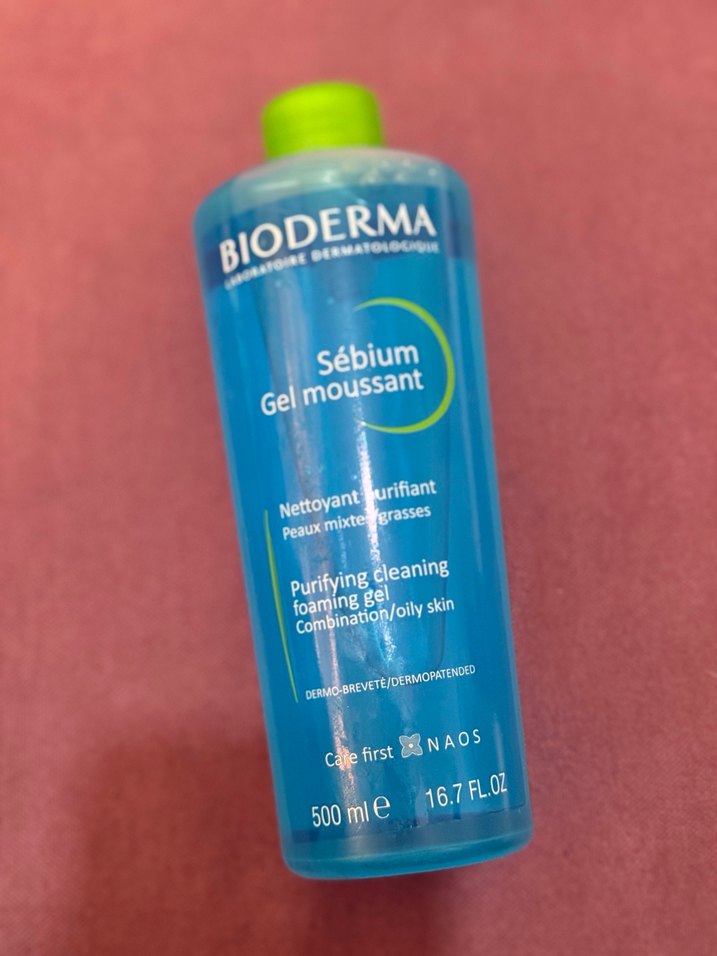 BIODERMA
LABORATOIRE DERMATOLOGIQUE
Sébium
Gel moussant
Nettoyant purifiant
Peaux mixtes/grasses
Purifying cleaning
foaming gel
Combination/oily skin
DERMO-BREVETÉ/DERMOPATENDED
Care first NAOS
500 ml e 16.7 FL.OZ